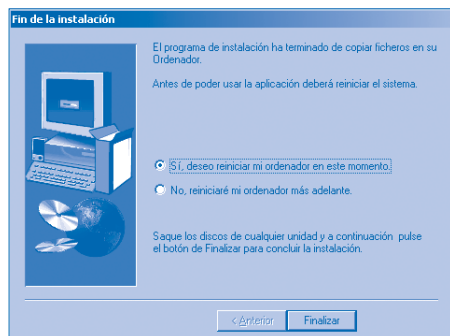 Fin de la instalación
El programa de instalación ha terminado de copiar ficheros en su
Ordenador.
Antes de poder usar la aplicación deberá reiniciar el sistema.
Sí, deseo reiniciar mi ordenador en este momento.
No, reiniciaré mi ordenador más adelante.
Saque los discos de cualquier unidad y a continuación pulse
el botón de Finalizar para concluir la instalación.
< Anterior
Finalizar